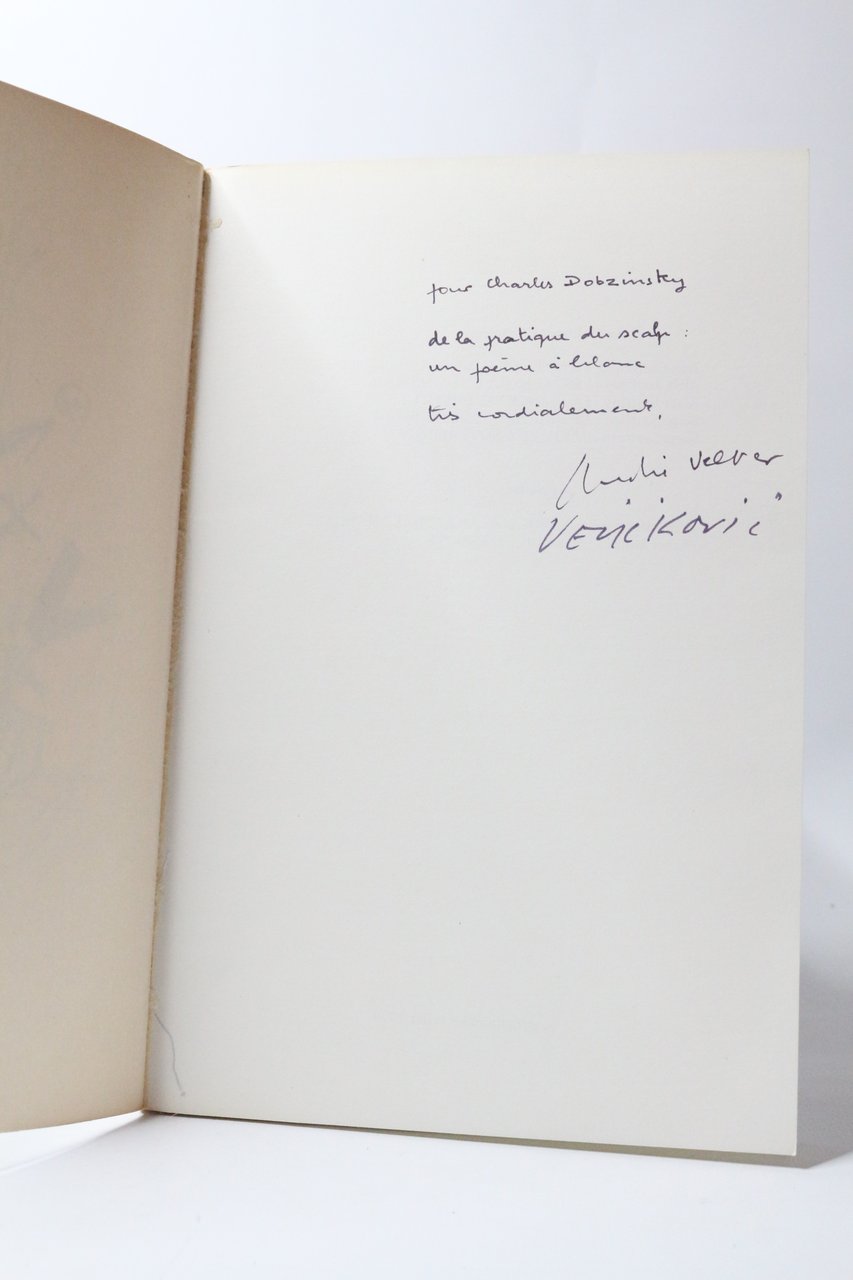 pour Charles Dobzinsky
de la pratique du scalp :
un poème à blanc
très cordialement,
André Velter
VELIČKOVIĆ